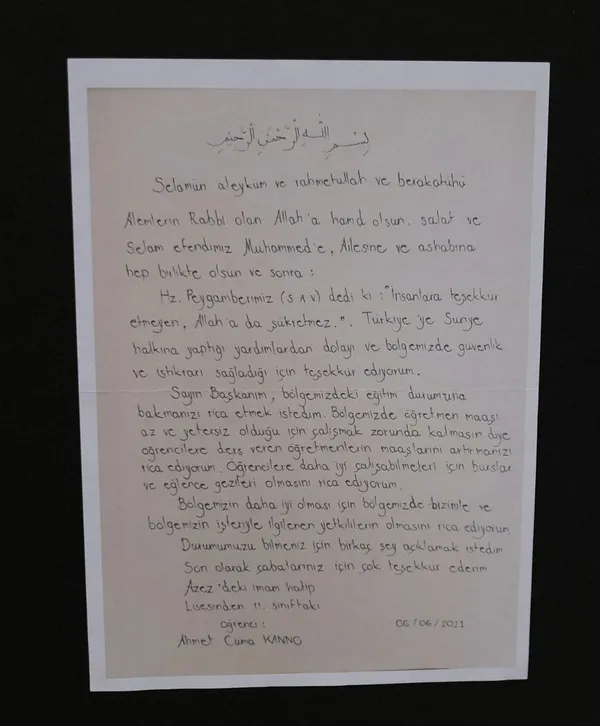 بسم الله الرحمن الرحيم
Selamün aleyküm ve rahmetullah ve berakatühü
Alemlerin Rabbi olan Allah'a hamd olsun, salat ve
Selam efendimiz Muhammed'e, Ailesine ve ashabına
hep birlikte olsun ve sonra :
Hz. Peygamberimiz (s a v) dedi ki : "İnsanlara teşekkür
etmeyen, Allah'a da şükretmez.". Türkiye'ye Suriye
halkına yaptığı yardımlardan dolayı ve bölgemizde güvenlik
ve istikrarı sağladığı için teşekkür ediyorum.
Sayın Başkanım, bölgemizdeki eğitim durumuna
bakmanızı rica etmek istedim. Bölgemizde öğretmen maaşı
az ve yetersiz olduğu için çalışmak zorunda kalmasın diye
öğrencilere ders veren öğretmenlerin maaşlarını artırmanızı
rica ediyorum. Öğrencilere daha iyi çalışabilmeleri için burslar
ve eğlence gezileri olmasını rica ediyorum.
Bölgemizin daha iyi olması için bölgemizde bizimle ve
bölgemizin işleriyle ilgilenen yetkililerin olmasını rica ediyorum.
Durumumuzu bilmeniz için birkaç şey açıklamak istedim
Son olarak çabalarınız için çok teşekkür ederim
Azez'deki imam hatip
Lisesinden 11. sınıftaki
öğrenci :
06/06/2021
Ahmet Cuma KANNO